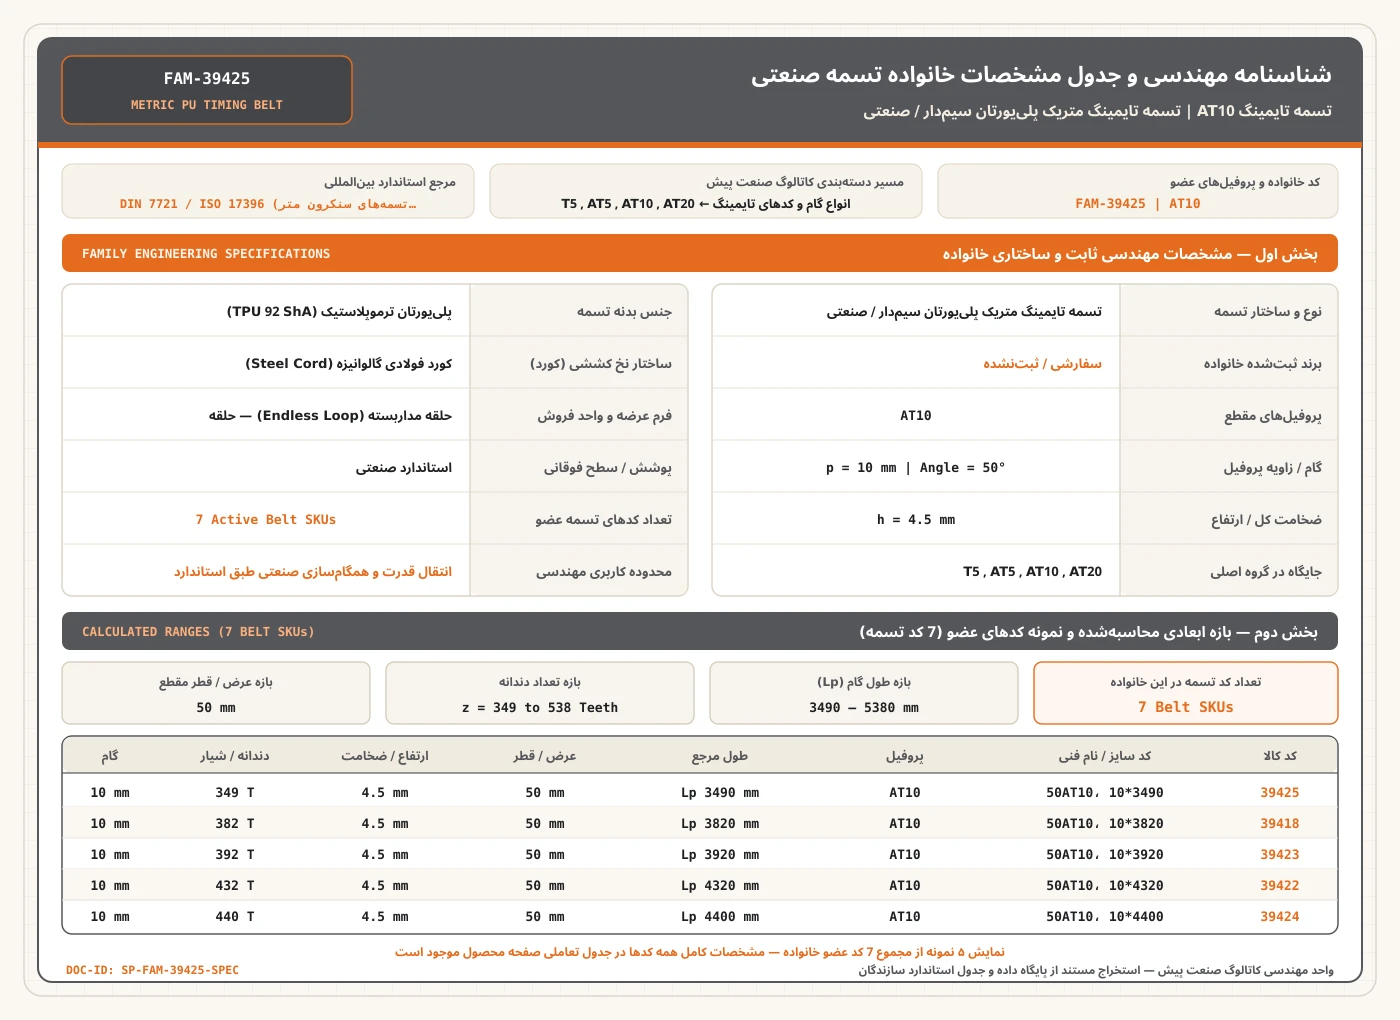 شناسنامه مهندسی و جدول مشخصات خانواده تسمه صنعتی
تسمه تایمینگ AT10 | تسمه تایمینگ متریک پلی‌یورتان سیم‌دار / صنعتی
FAM-39425
METRIC PU TIMING BELT
کد خانواده و پروفیل‌های عضو
FAM-39425 | AT10
مسیر دسته‌بندی کاتالوگ صنعت پیش
انواع گام و کدهای تایمینگ ← T5 , AT5 , AT10 , AT20
مرجع استاندارد بین‌المللی
DIN 7721 / ISO 17396 (تسمه‌های سنکرون متر…
بخش اول — مشخصات مهندسی ثابت و ساختاری خانواده
FAMILY ENGINEERING SPECIFICATIONS
نوع و ساختار تسمه
تسمه تایمینگ متریک پلی‌یورتان سیم‌دار / صنعتی
برند ثبت‌شده خانواده
سفارشی / ثبت‌نشده
پروفیل‌های مقطع
AT10
گام / زاویه پروفیل
p = 10 mm | Angle = 50°
ضخامت کل / ارتفاع
h = 4.5 mm
جایگاه در گروه اصلی
T5 , AT5 , AT10 , AT20
جنس بدنه تسمه
پلی‌یورتان ترموپلاستیک (TPU 92 ShA)
ساختار نخ کششی (کورد)
کورد فولادی گالوانیزه (Steel Cord)
فرم عرضه و واحد فروش
حلقه مداربسته (Endless Loop) — حلقه
پوشش / سطح فوقانی
استاندارد صنعتی
تعداد کدهای تسمه عضو
7 Active Belt SKUs
محدوده کاربری مهندسی
انتقال قدرت و همگام‌سازی صنعتی طبق استاندارد
بخش دوم — بازه ابعادی محاسبه‌شده و نمونه کدهای عضو (7 کد تسمه)
CALCULATED RANGES (7 BELT SKUs)
تعداد کد تسمه در این خانواده
7 Belt SKUs
بازه طول گام (Lp)
3490 – 5380 mm
بازه تعداد دندانه
z = 349 to 538 Teeth
بازه عرض / قطر مقطع
50 mm
کد کالا کد سایز / نام فنی پروفیل طول مرجع عرض / قطر ارتفاع / ضخامت دندانه / شیار گام
39425 50AT10، 10*3490 AT10 Lp 3490 mm 50 mm 4.5 mm 349 T 10 mm
39418 50AT10، 10*3820 AT10 Lp 3820 mm 50 mm 4.5 mm 382 T 10 mm
39423 50AT10، 10*3920 AT10 Lp 3920 mm 50 mm 4.5 mm 392 T 10 mm
39422 50AT10، 10*4320 AT10 Lp 4320 mm 50 mm 4.5 mm 432 T 10 mm
39424 50AT10، 10*4400 AT10 Lp 4400 mm 50 mm 4.5 mm 440 T 10 mm
نمایش ۵ نمونه از مجموع 7 کد عضو خانواده — مشخصات کامل همه کدها در جدول تعاملی صفحه محصول موجود است
واحد مهندسی کاتالوگ صنعت پیش — استخراج مستند از پایگاه داده و جدول استاندارد سازندگان
DOC-ID: SP-FAM-39425-SPEC